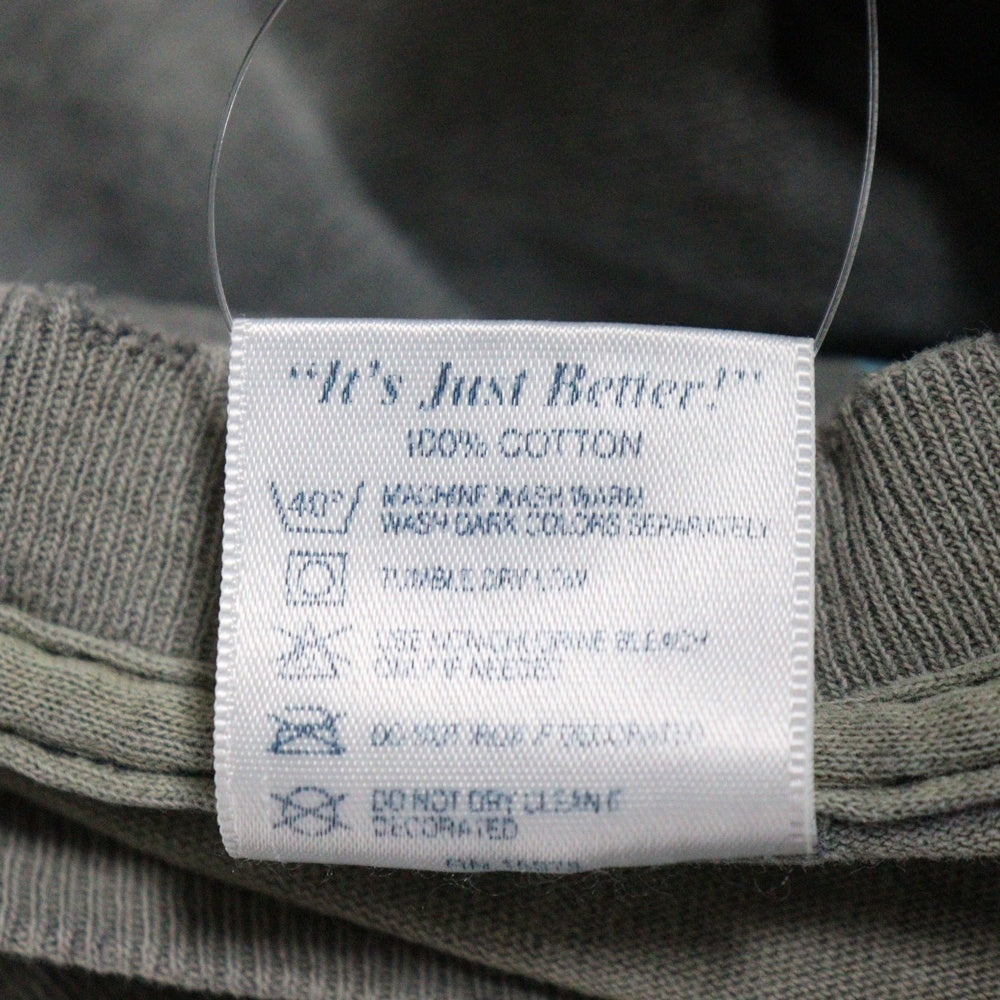 “It's Just Better!”
100% COTTON
40°
MACHINE WASH WARM
WASH DARK COLORS SEPARATELY
TUMBLE DRY LOW
USE NON-CHLORINE BLEACH
ONLY IF NEEDED
DO NOT IRON IF DECORATED
DO NOT DRY CLEAN IF
DECORATED